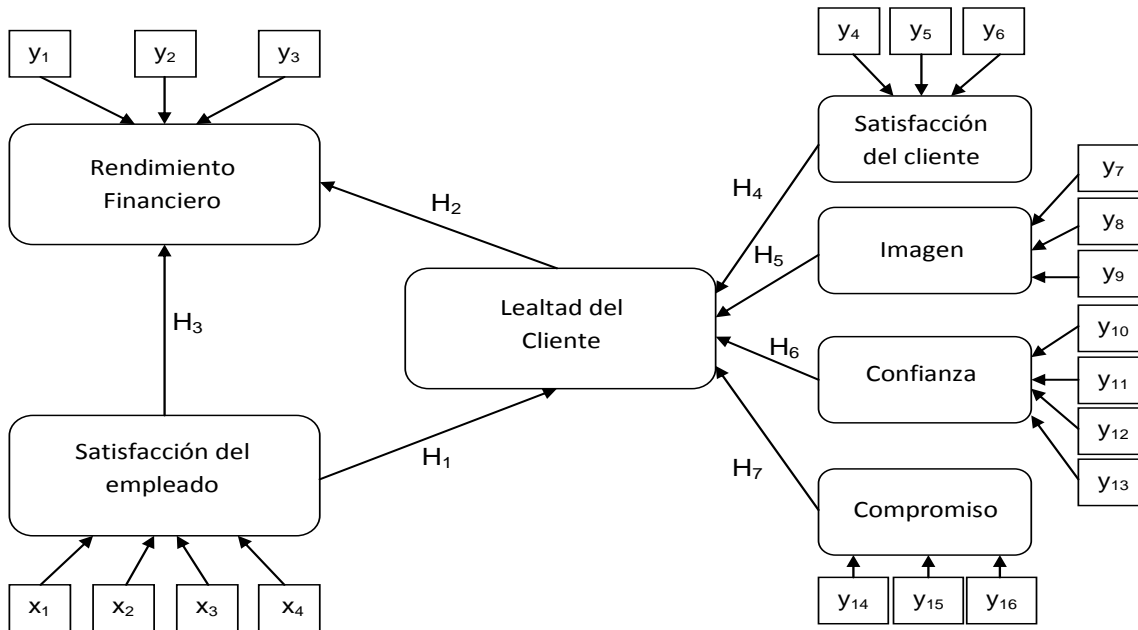 y₁
y₂
y₃
y₄
y₅
y₆
Rendimiento
Financiero
Satisfacción
del cliente
y₇
H₄
H₂
y₈
H₅
Imagen
y₉
Lealtad del
Cliente
H₃
H₆
y₁₀
Confianza
y₁₁
y₁₂
Satisfacción del
empleado
H₁
H₇
y₁₃
Compromiso
x₁
x₂
x₃
x₄
y₁₄
y₁₅
y₁₆